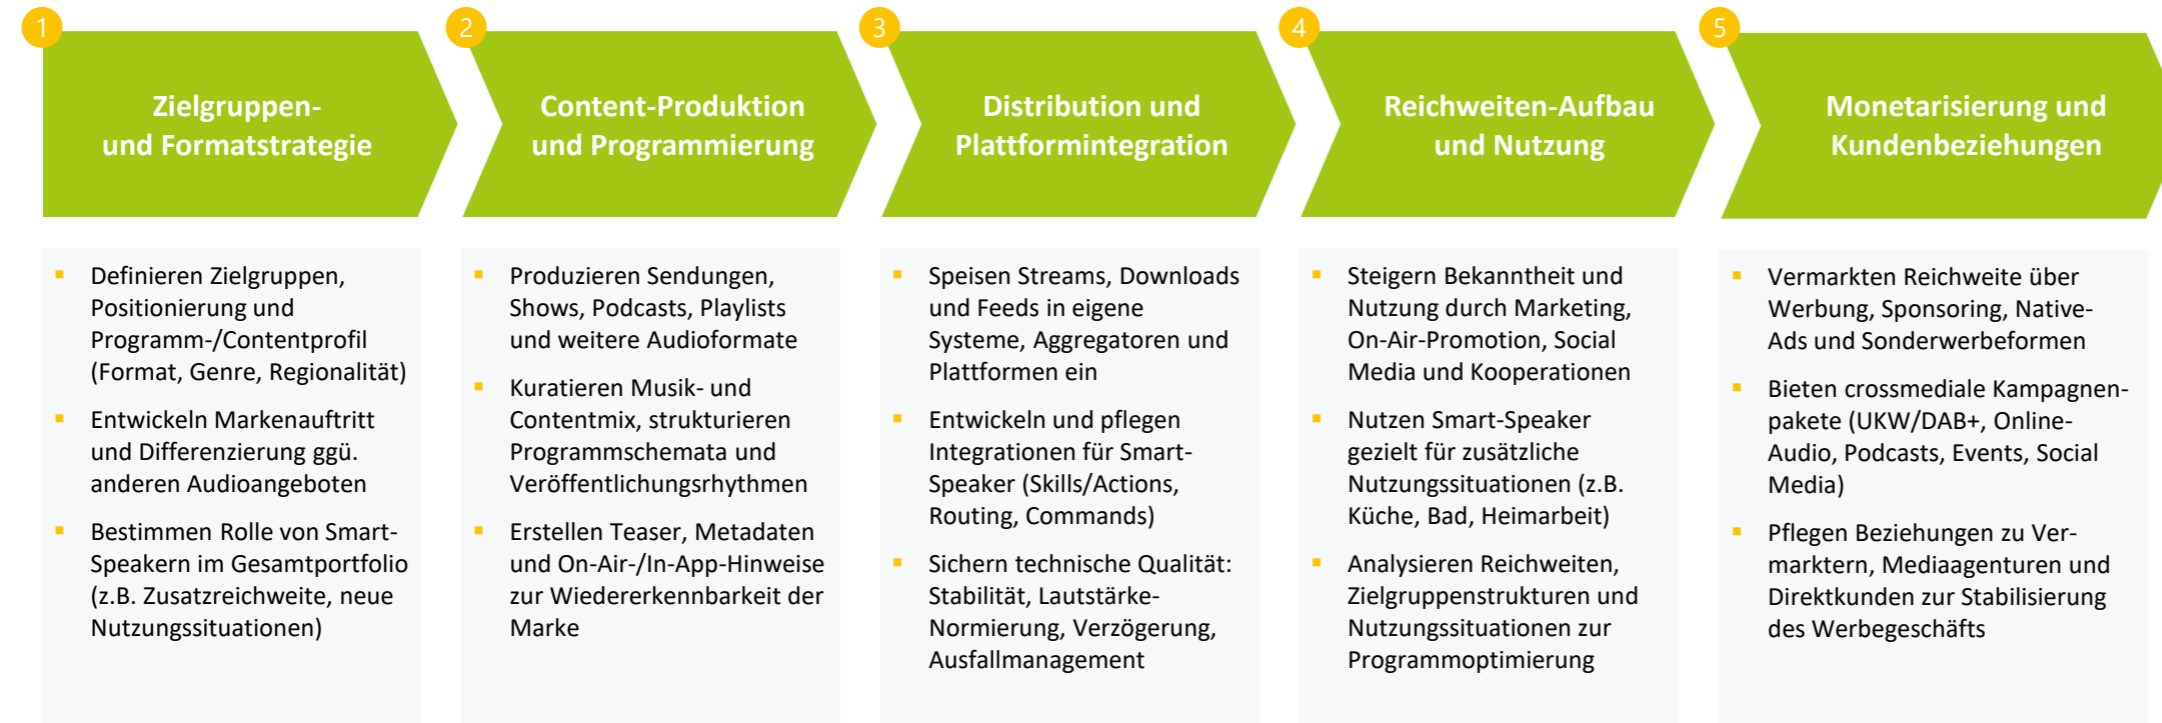 1
Zielgruppen-
und Formatstrategie
▪ Definieren Zielgruppen,
Positionierung und
Programm-/Contentprofil
(Format, Genre, Regionalität)
▪ Entwickeln Markenauftritt
und Differenzierung ggü.
anderen Audioangeboten
▪ Bestimmen Rolle von Smart-
Speakern im Gesamtportfolio
(z.B. Zusatzreichweite, neue
Nutzungssituationen)
2
Content-Produktion
und Programmierung
▪ Produzieren Sendungen,
Shows, Podcasts, Playlists
und weitere Audioformate
▪ Kuratieren Musik- und
Contentmix, strukturieren
Programmschemata und
Veröffentlichungsrhythmen
▪ Erstellen Teaser, Metadaten
und On-Air-/In-App-Hinweise
zur Wiedererkennbarkeit der
Marke
3
Distribution und
Plattformintegration
▪ Speisen Streams, Downloads
und Feeds in eigene
Systeme, Aggregatoren und
Plattformen ein
▪ Entwickeln und pflegen
Integrationen für Smart-
Speaker (Skills/Actions,
Routing, Commands)
▪ Sichern technische Qualität:
Stabilität, Lautstärke-
Normierung, Verzögerung,
Ausfallmanagement
4
Reichweiten-Aufbau
und Nutzung
▪ Steigern Bekanntheit und
Nutzung durch Marketing,
On-Air-Promotion, Social
Media und Kooperationen
▪ Nutzen Smart-Speaker
gezielt für zusätzliche
Nutzungssituationen (z.B.
Küche, Bad, Heimarbeit)
▪ Analysieren Reichweiten,
Zielgruppenstrukturen und
Nutzungssituationen zur
Programmoptimierung
5
Monetarisierung und
Kundenbeziehungen
▪ Vermarkten Reichweite über
Werbung, Sponsoring, Native-
Ads und Sonderwerbeformen
▪ Bieten crossmediale Kampagnen-
pakete (UKW/DAB+, Online-
Audio, Podcasts, Events, Social
Media)
▪ Pflegen Beziehungen zu Ver-
marktern, Mediaagenturen und
Direktkunden zur Stabilisierung
des Werbegeschäfts